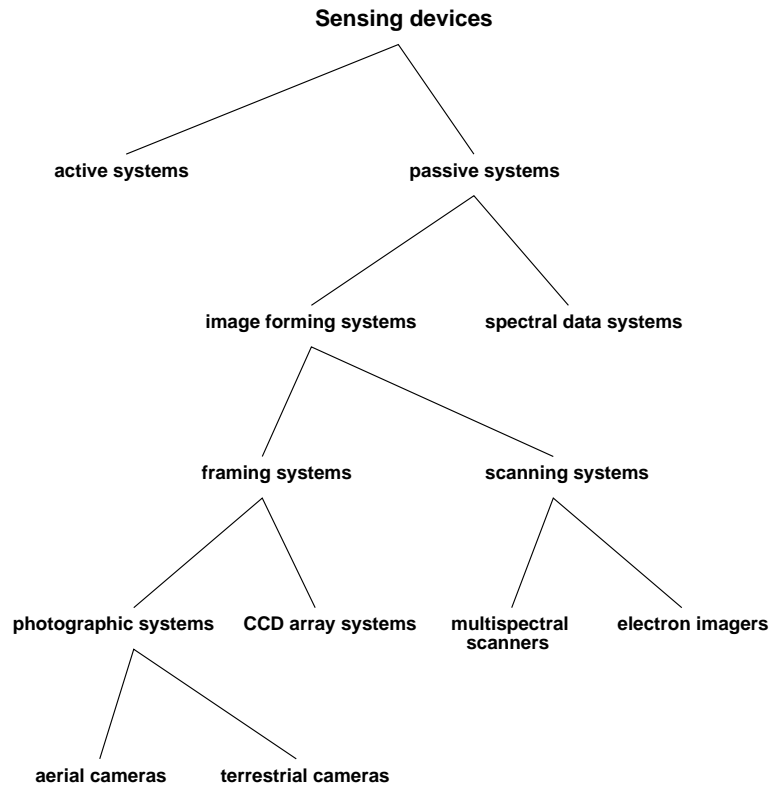 Sensing devices
active systems
passive systems
image forming systems
spectral data systems
framing systems
scanning systems
photographic systems
CCD array systems
multispectral
scanners
electron imagers
aerial cameras
terrestrial cameras